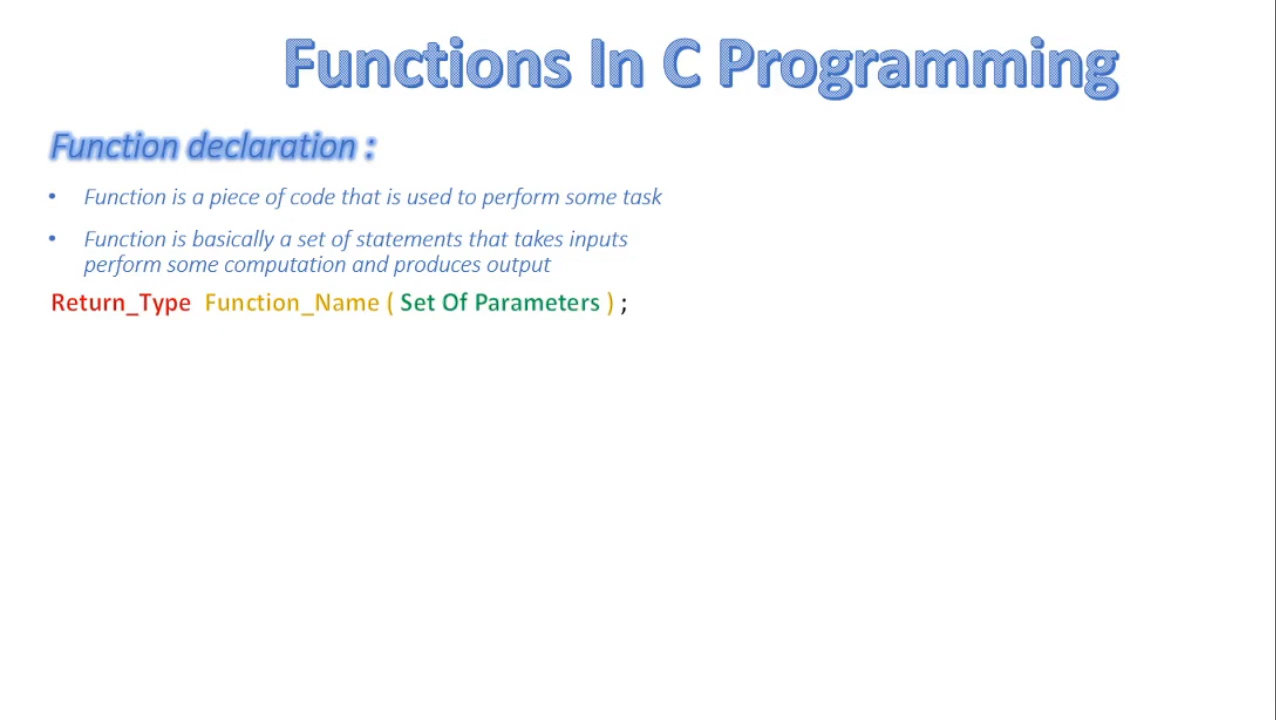 Functions In C Programming
Function declaration :
• Function is a piece of code that is used to perform some task
• Function is basically a set of statements that takes inputs
perform some computation and produces output
Return_Type Function_Name ( Set Of Parameters ) ;